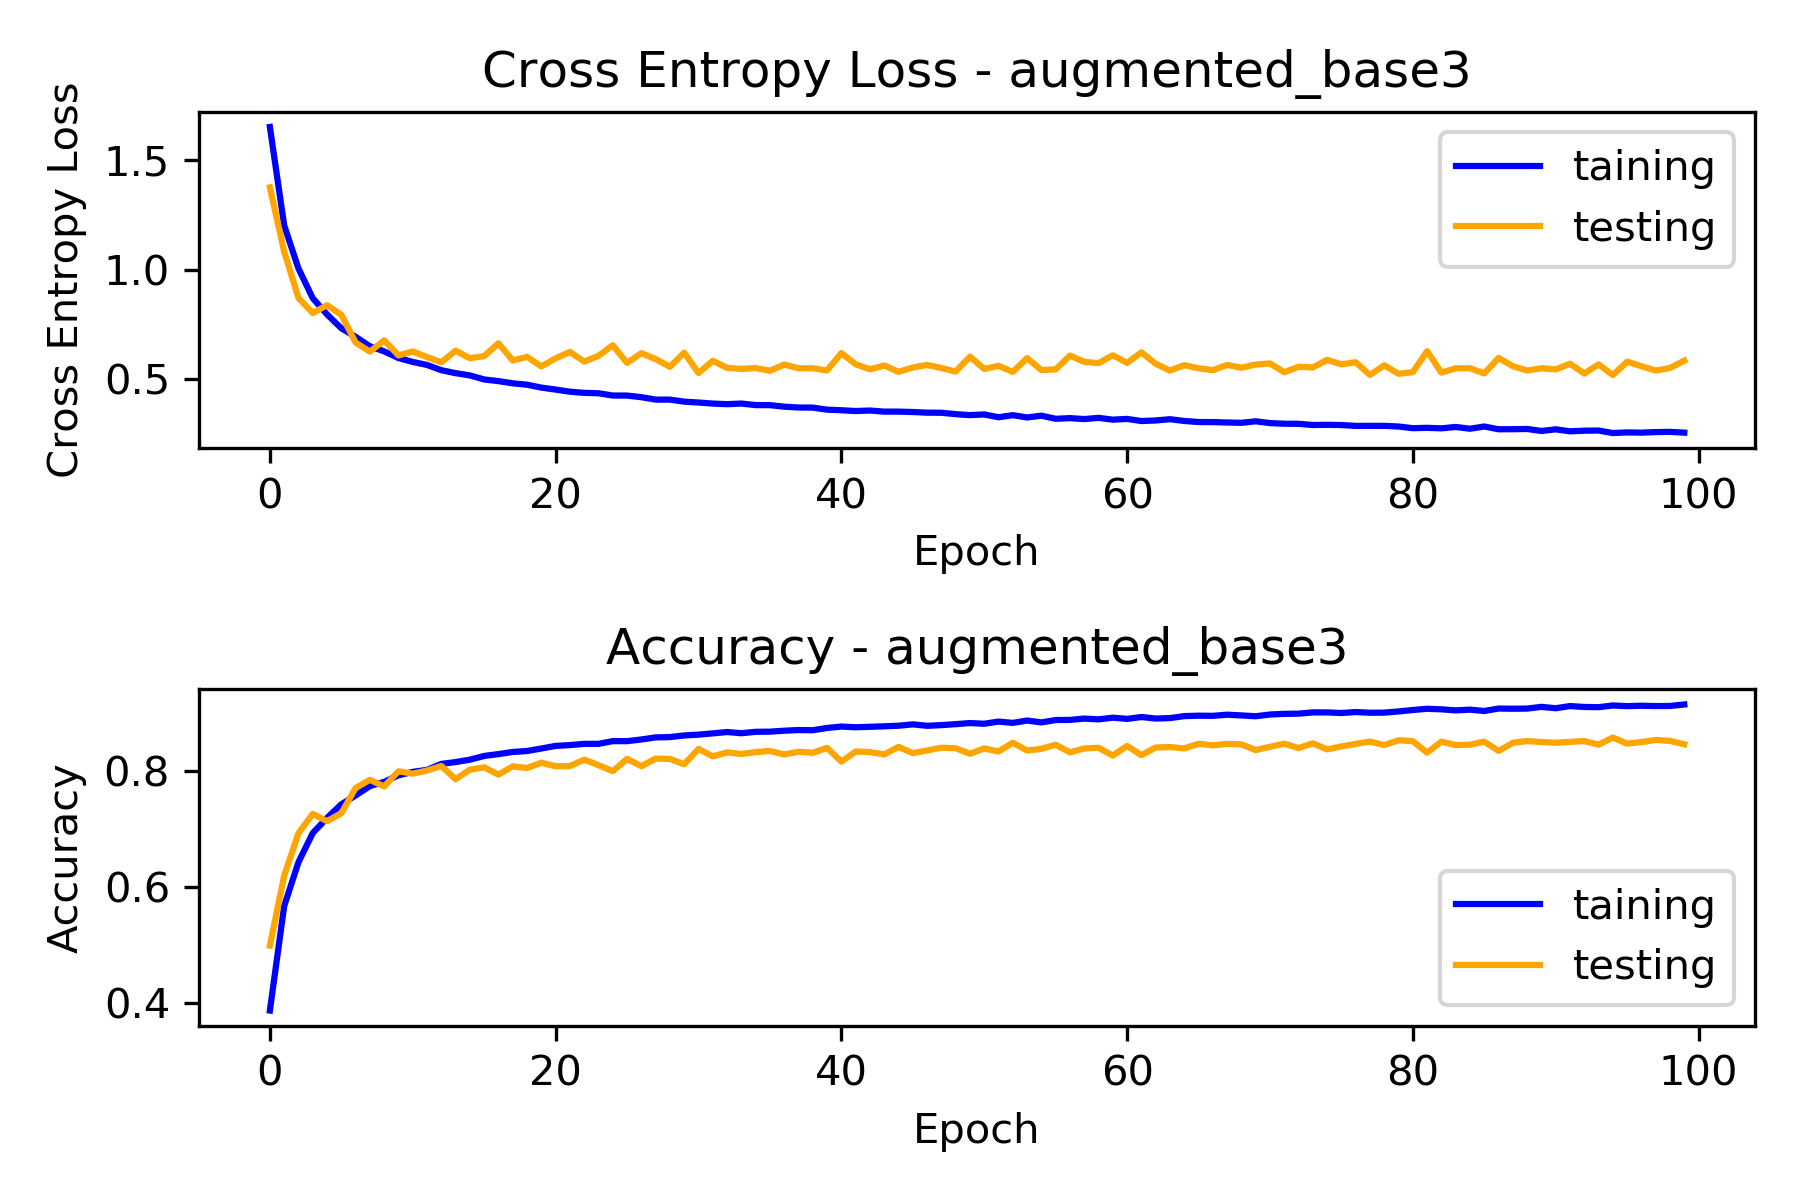 Cross Entropy Loss - augmented_base3
Cross Entropy Loss
1.5
1.0
0.5
taining
testing
0 20 40 60 80 100
Epoch
Accuracy - augmented_base3
Accuracy
0.8
0.6
0.4
taining
testing
0 20 40 60 80 100
Epoch